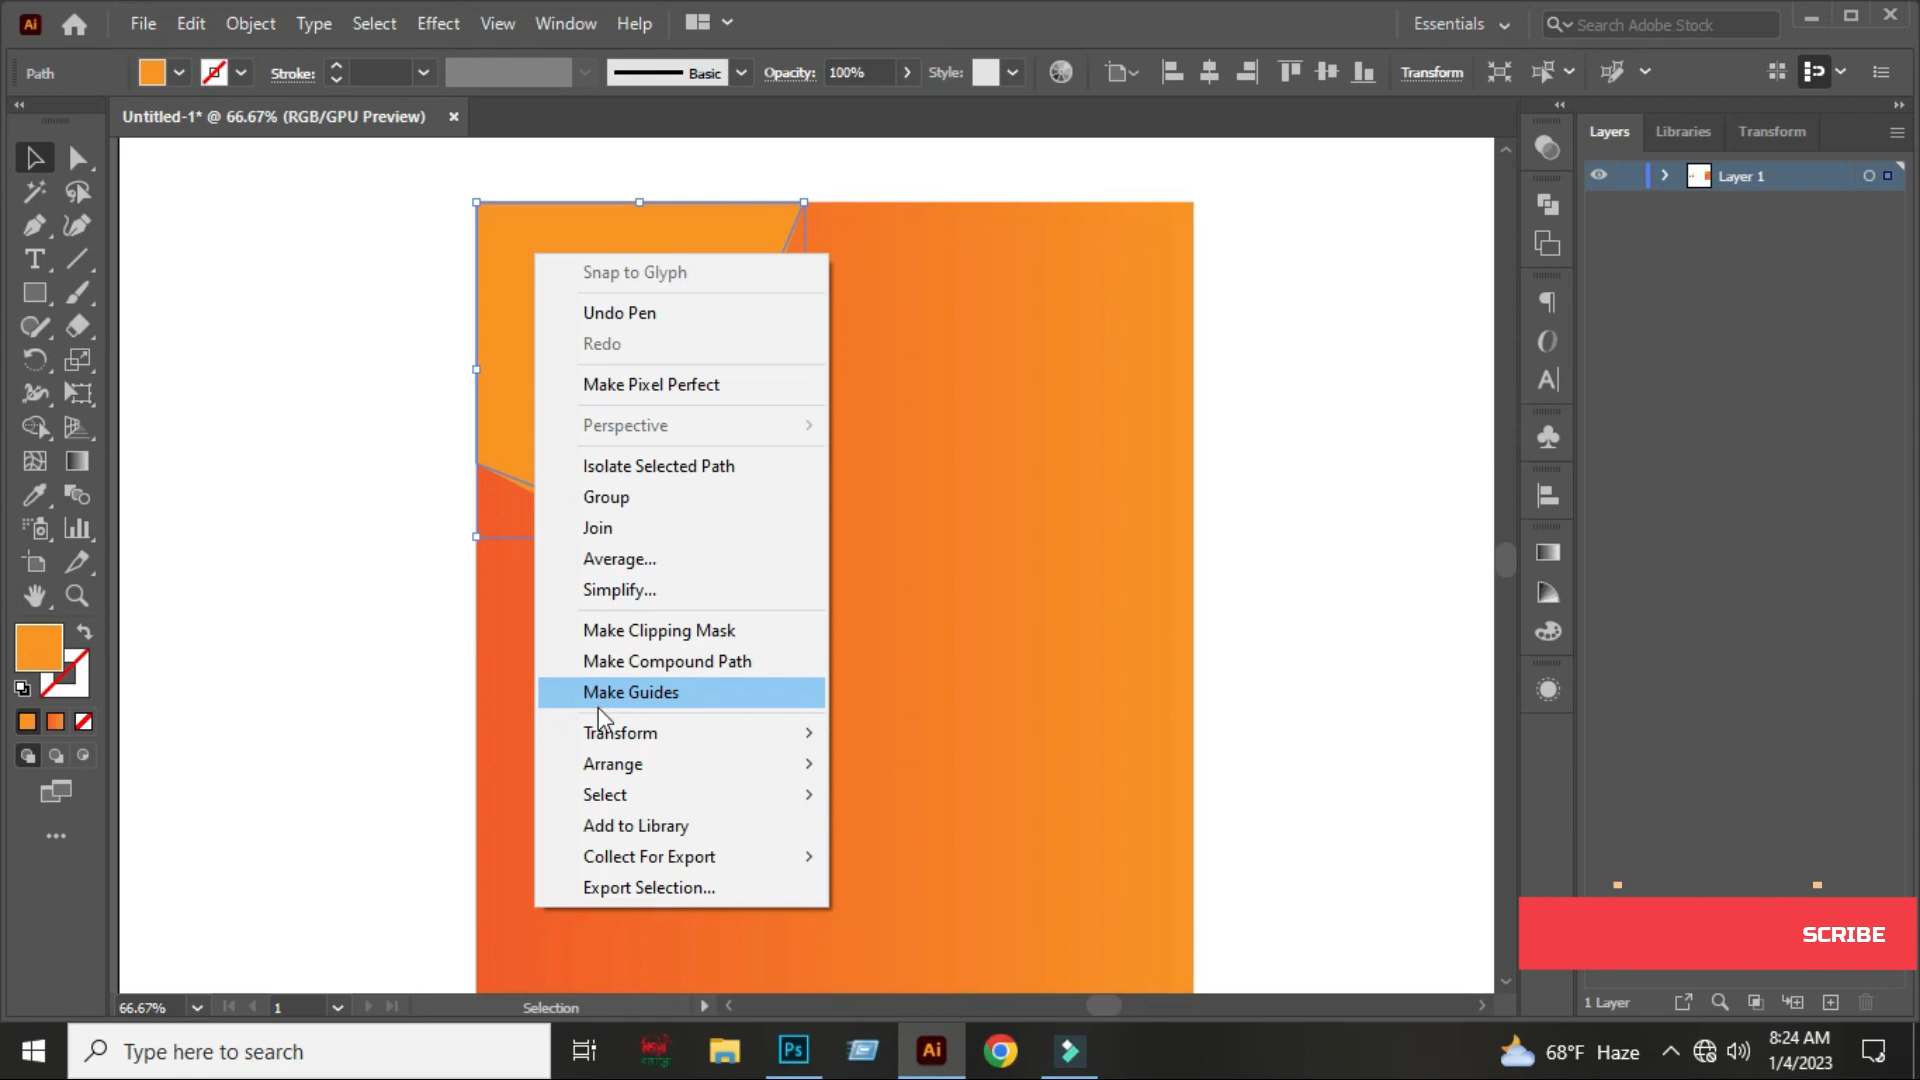 Ai File Edit Object Type Select Effect View Window Help Essentials Search Adobe Stock
Path Stroke: Basic Opacity: 100% Style: Transform
Untitled-1* @ 66.67% (RGB/GPU Preview) ×
Layers Libraries Transform
Layer 1
Snap to Glyph
Undo Pen
Redo
Make Pixel Perfect
Perspective
Isolate Selected Path
Group
Join
Average...
Simplify...
Make Clipping Mask
Make Compound Path
Make Guides
Transform
Arrange
Select
Add to Library
Collect For Export
Export Selection...
SCRIBE
66.67% 1 Selection
1 Layer
Type here to search
Ps
Ai
68°F Haze
8:24 AM
1/4/2023